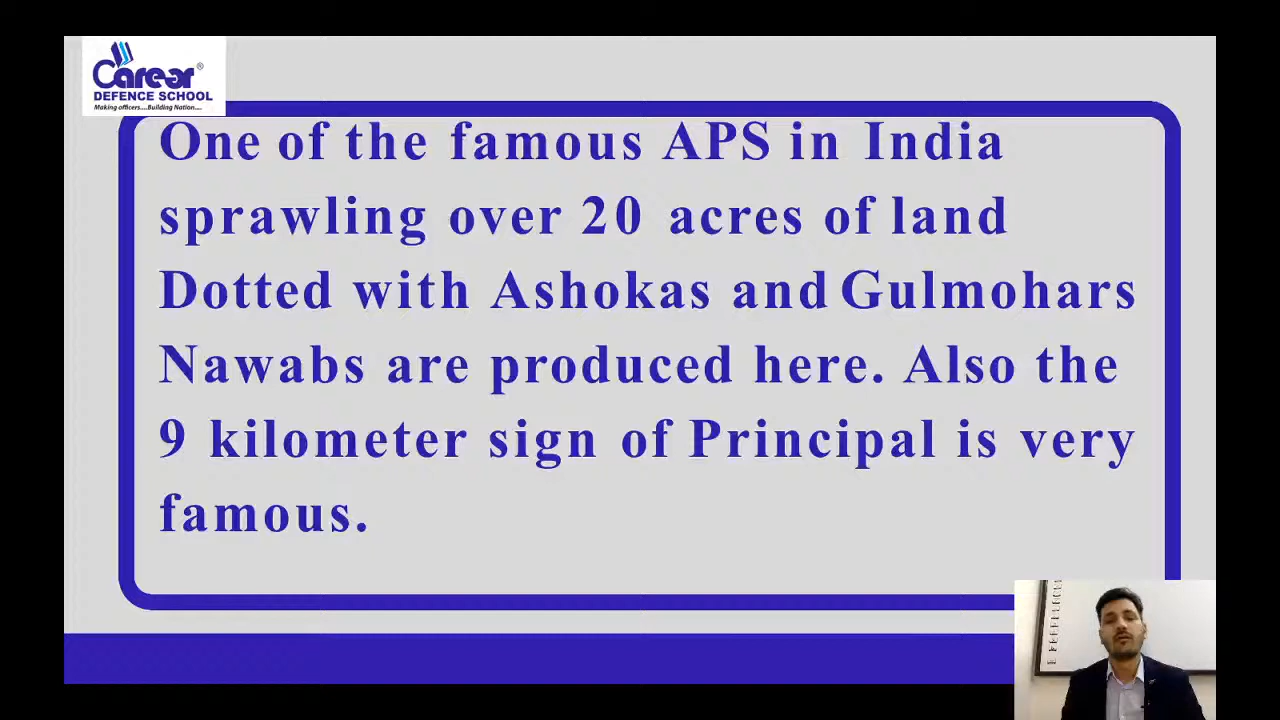 Career®
DEFENCE SCHOOL
Making officers....Building Nation....
One of the famous APS in India
sprawling over 20 acres of land
Dotted with Ashokas and Gulmohars
Nawabs are produced here. Also the
9 kilometer sign of Principal is very
famous.